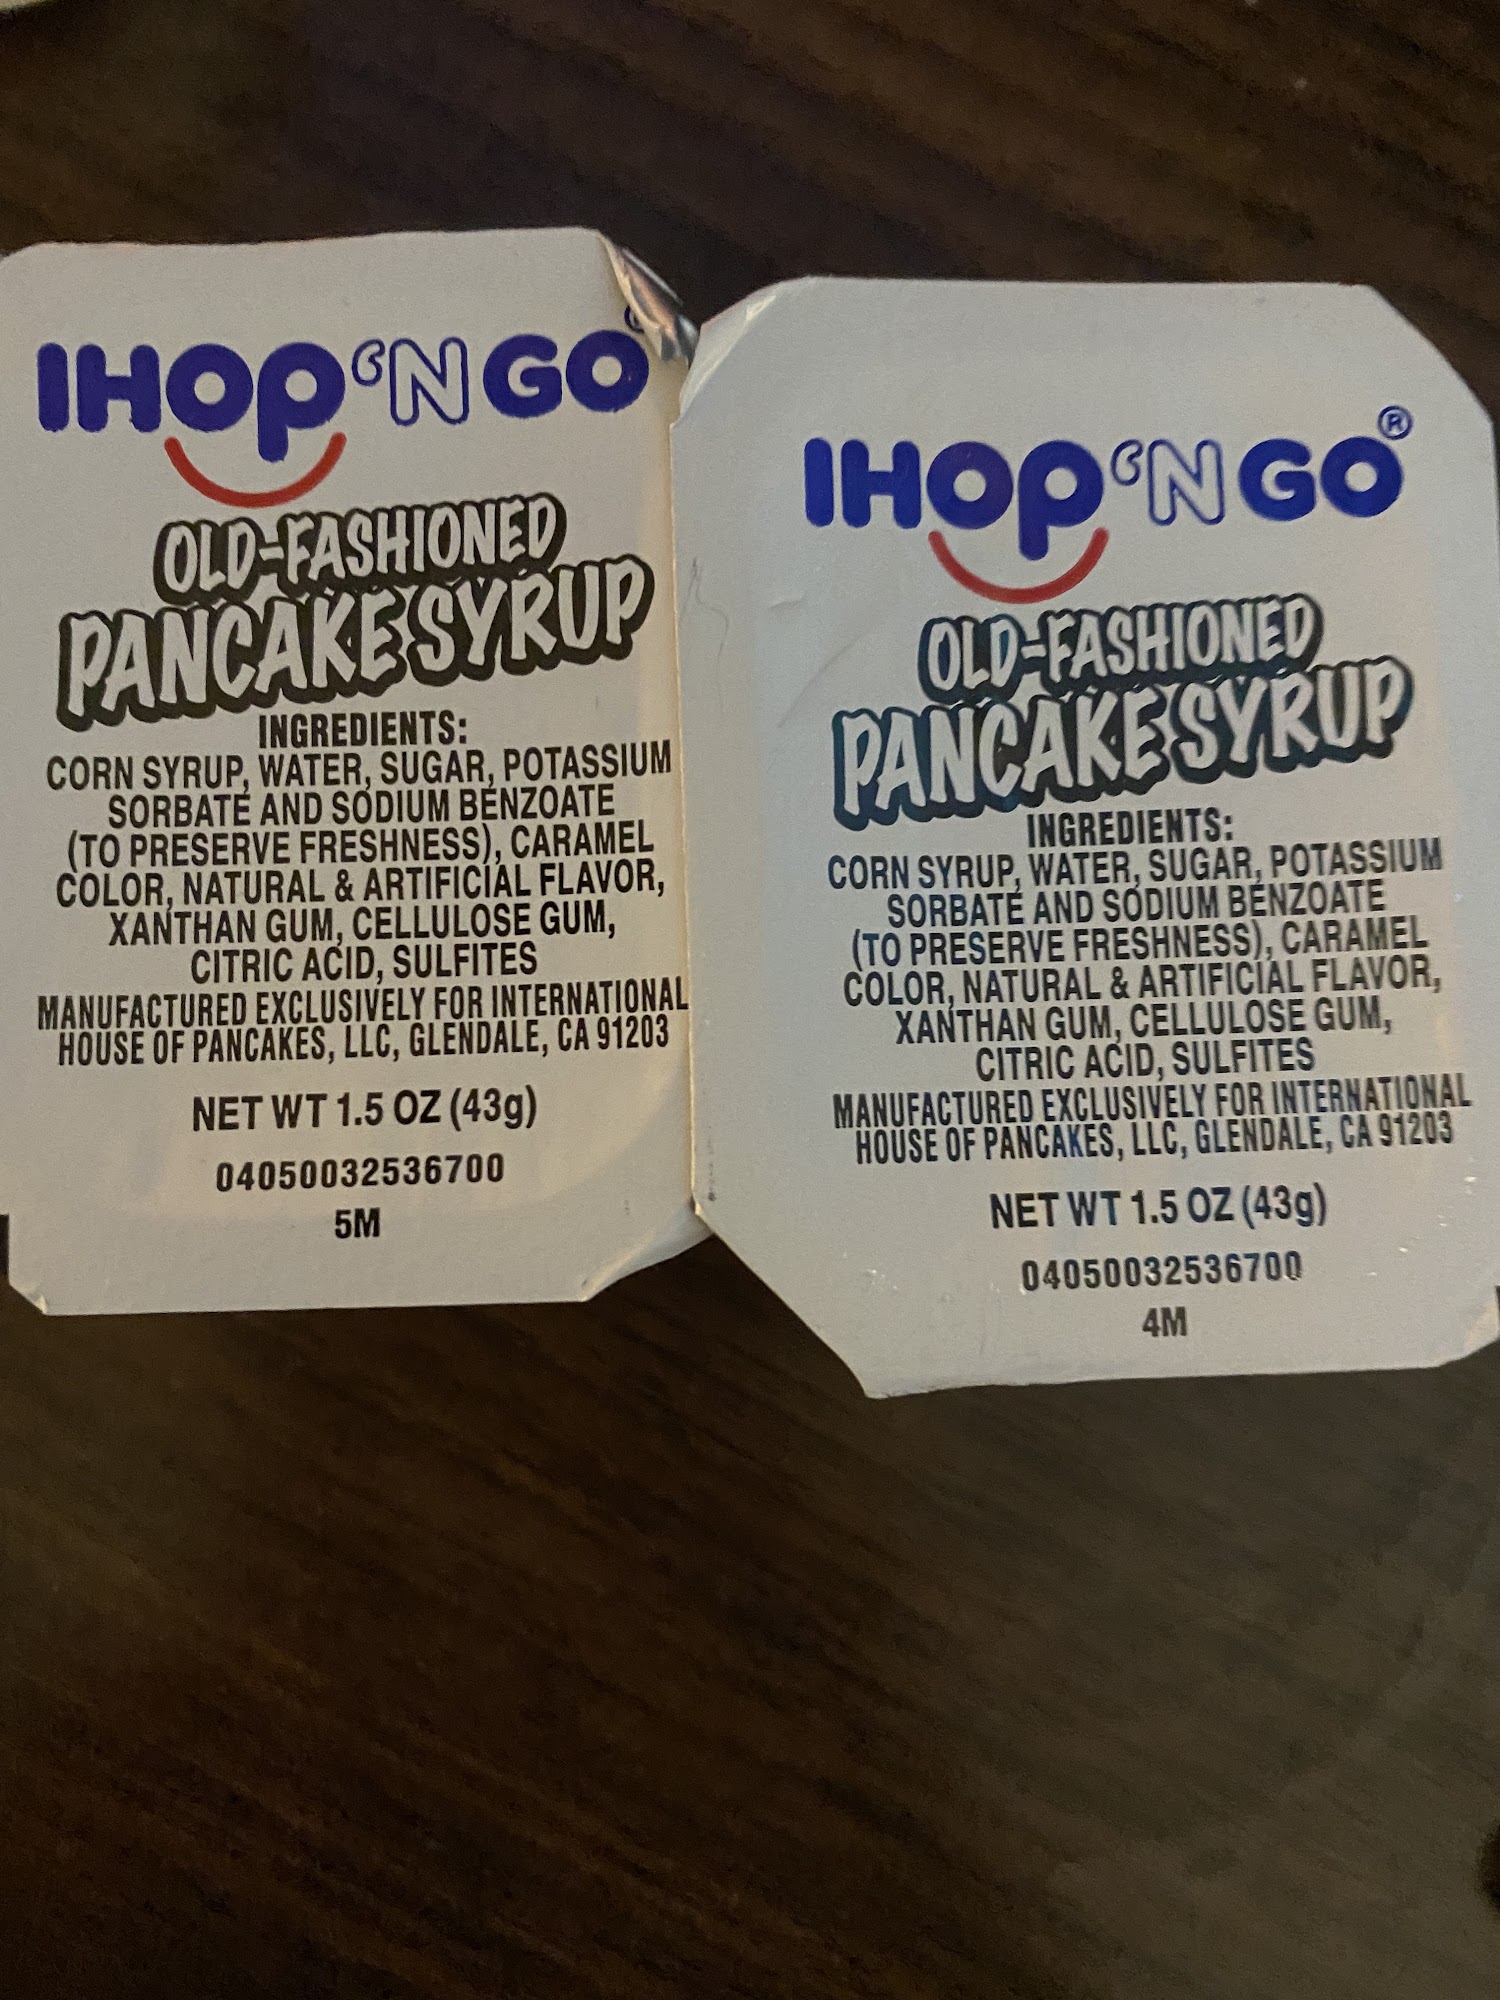 IHOP 'N GO
OLD-FASHIONED
PANCAKE SYRUP
INGREDIENTS:
CORN SYRUP, WATER, SUGAR, POTASSIUM
SORBATE AND SODIUM BENZOATE
(TO PRESERVE FRESHNESS), CARAMEL
COLOR, NATURAL & ARTIFICIAL FLAVOR,
XANTHAN GUM, CELLULOSE GUM,
CITRIC ACID, SULFITES
MANUFACTURED EXCLUSIVELY FOR INTERNATIONAL
HOUSE OF PANCAKES, LLC, GLENDALE, CA 91203
NET WT 1.5 OZ (43g)
04050032536700
5M
IHOP 'N GO®
OLD-FASHIONED
PANCAKE SYRUP
INGREDIENTS:
CORN SYRUP, WATER, SUGAR, POTASSIUM
SORBATE AND SODIUM BENZOATE
(TO PRESERVE FRESHNESS), CARAMEL
COLOR, NATURAL & ARTIFICIAL FLAVOR,
XANTHAN GUM, CELLULOSE GUM,
CITRIC ACID, SULFITES
MANUFACTURED EXCLUSIVELY FOR INTERNATIONAL
HOUSE OF PANCAKES, LLC, GLENDALE, CA 91203
NET WT 1.5 OZ (43g)
04050032536700
4M